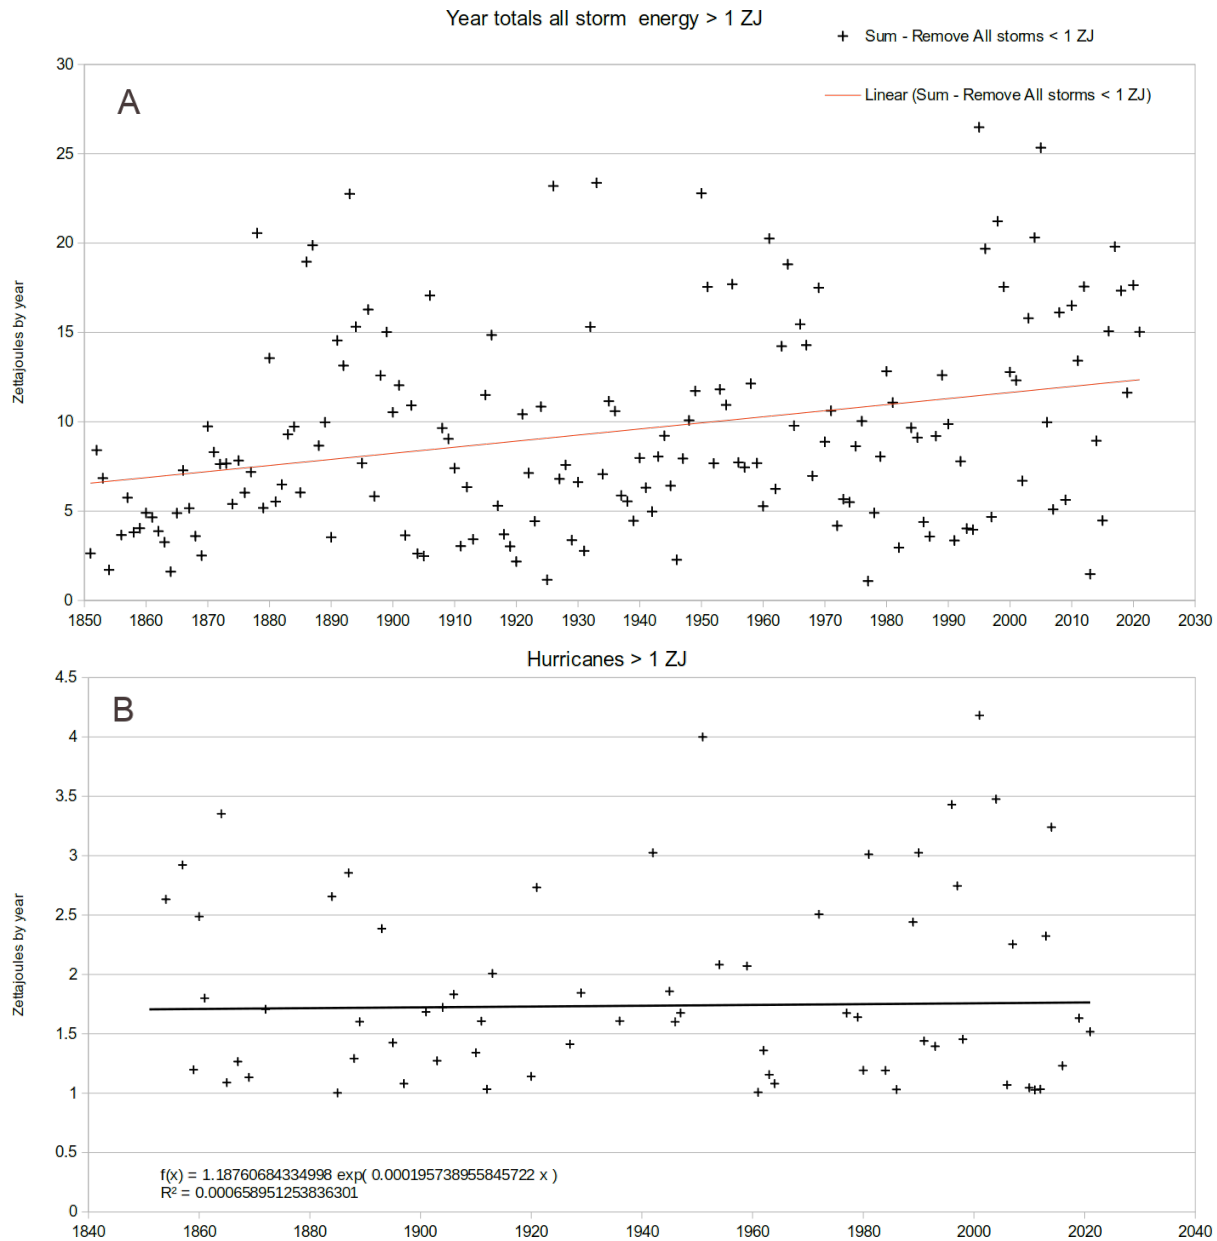 Year totals all storm energy > 1 ZJ
Sum - Remove All storms < 1 ZJ
Linear (Sum - Remove All storms < 1 ZJ)
A
Zettajoules by year
30
25
20
15
10
5
0
1850 1860 1870 1880 1890 1900 1910 1920 1930 1940 1950 1960 1970 1980 1990 2000 2010 2020 2030
Hurricanes > 1 ZJ
B
Zettajoules by year
4.5
4
3.5
3
2.5
2
1.5
1
0.5
0
f(x) = 1.18760684334998 exp( 0.000195738955845722 x )
R² = 0.000658951253836301
1840 1860 1880 1900 1920 1940 1960 1980 2000 2020 2040